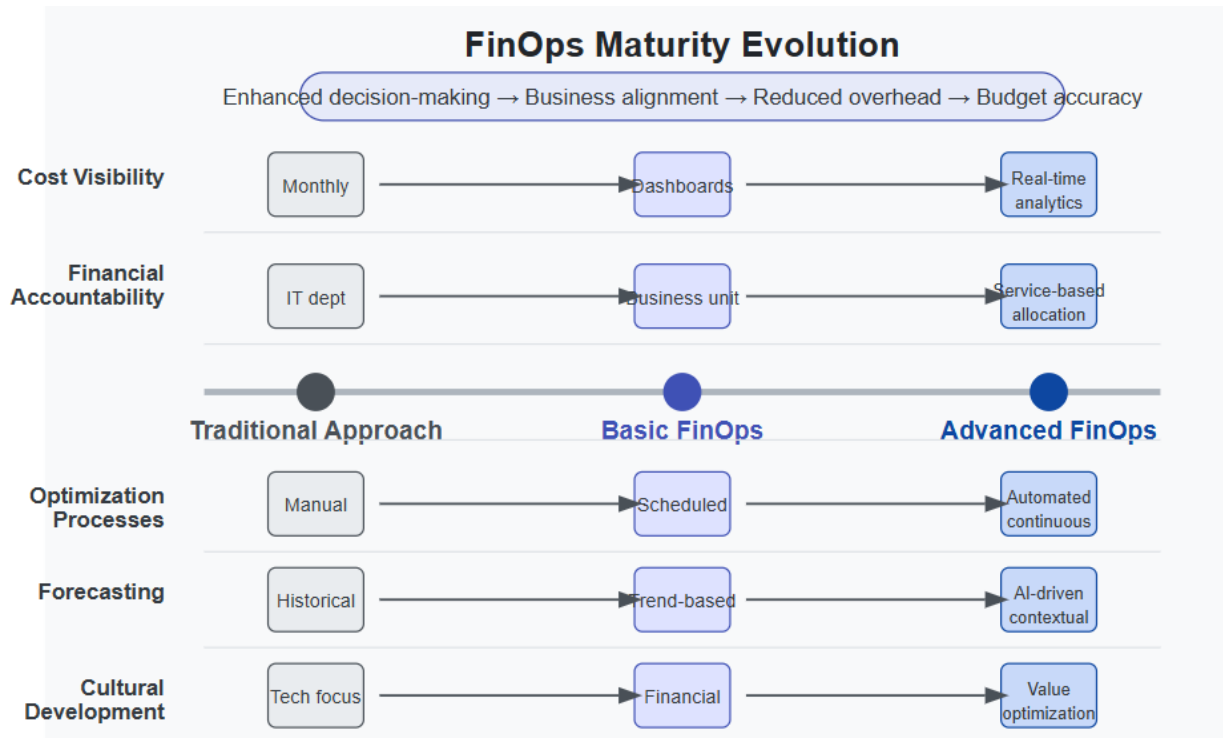 FinOps Maturity Evolution
Enhanced decision-making → Business alignment → Reduced overhead → Budget accuracy
Cost Visibility
Monthly
Dashboards
Real-time
analytics
Financial
Accountability
IT dept
Business unit
Service-based
allocation
Traditional Approach
Basic FinOps
Advanced FinOps
Optimization
Processes
Manual
Scheduled
Automated
continuous
Forecasting
Historical
Trend-based
AI-driven
contextual
Cultural
Development
Tech focus
Financial
Value
optimization